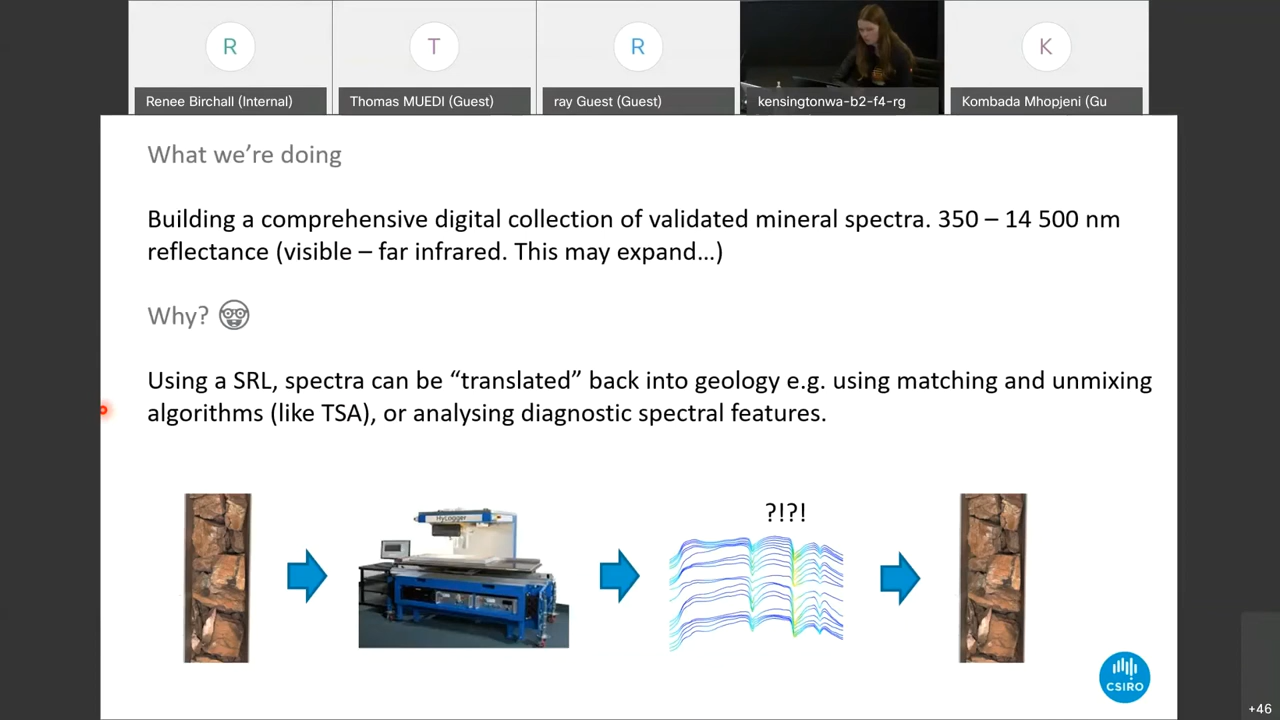 R
T
R
K
Renee Birchall (Internal)
Thomas MUEDI (Guest)
ray Guest (Guest)
kensingtonwa-b2-f4-rg
Kombada Mhopjeni (Gu
What we're doing
Building a comprehensive digital collection of validated mineral spectra. 350 – 14 500 nm
reflectance (visible – far infrared. This may expand…)
Why?
Using a SRL, spectra can be “translated” back into geology e.g. using matching and unmixing
algorithms (like TSA), or analysing diagnostic spectral features.
?!?!
HyLogger
CSIRO
+46